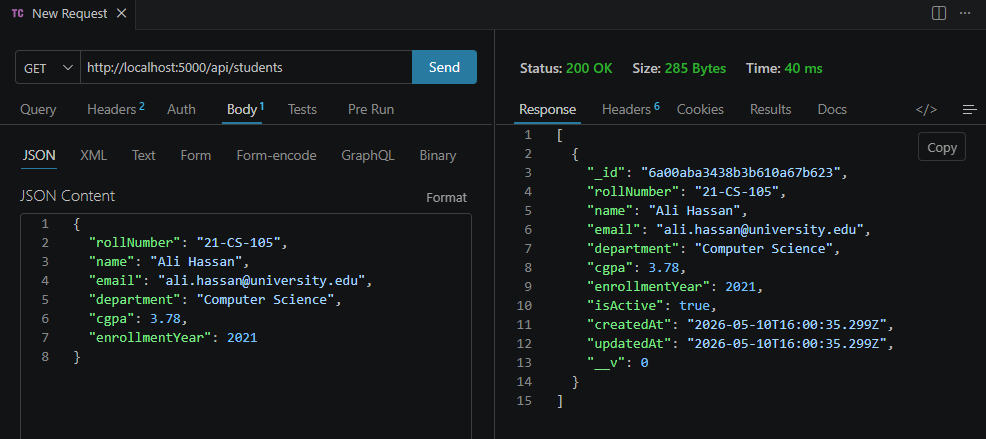 TC New Request ×
GET http://localhost:5000/api/students Send
Query Headers 2 Auth Body 1 Tests Pre Run
JSON XML Text Form Form-encode GraphQL Binary
JSON Content Format
1 {
2 "rollNumber": "21-CS-105",
3 "name": "Ali Hassan",
4 "email": "ali.hassan@university.edu",
5 "department": "Computer Science",
6 "cgpa": 3.78,
7 "enrollmentYear": 2021
8 }
Status: 200 OK Size: 285 Bytes Time: 40 ms
Response Headers 6 Cookies Results Docs </>
Copy
1 [
2 {
3 "_id": "6a00aba3438b3b610a67b623",
4 "rollNumber": "21-CS-105",
5 "name": "Ali Hassan",
6 "email": "ali.hassan@university.edu",
7 "department": "Computer Science",
8 "cgpa": 3.78,
9 "enrollmentYear": 2021,
10 "isActive": true,
11 "createdAt": "2026-05-10T16:00:35.299Z",
12 "updatedAt": "2026-05-10T16:00:35.299Z",
13 "__v": 0
14 }
15 ]